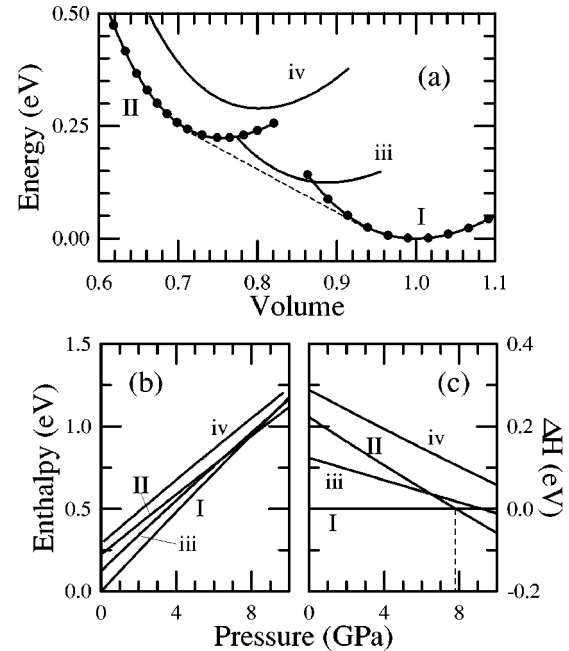 0.50
0.25
0.00
Energy (eV)
(a)
iv
II
iii
I
0.6 0.7 0.8 0.9 1.0 1.1
Volume
1.5
1.0
0.5
0.0
Enthalpy (eV)
(b)
iv
II
I
iii
0 4 8
(c)
iv
II
iii
I
0 4 8
0.4
0.2
0.0
-0.2
ΔH (eV)
Pressure (GPa)